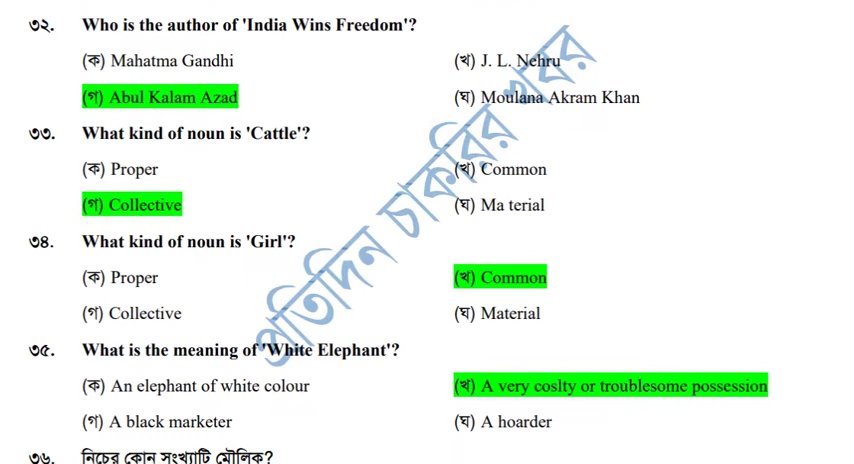 ৩২. Who is the author of 'India Wins Freedom'?
(ক) Mahatma Gandhi (খ) J. L. Nehru
(গ) Abul Kalam Azad (ঘ) Moulana Akram Khan
৩৩. What kind of noun is 'Cattle'?
(ক) Proper (খ) Common
(গ) Collective (ঘ) Ma terial
৩৪. What kind of noun is 'Girl'?
(ক) Proper (খ) Common
(গ) Collective (ঘ) Material
৩৫. What is the meaning of 'White Elephant'?
(ক) An elephant of white colour (খ) A very coslty or troublesome possession
(গ) A black marketer (ঘ) A hoarder
৩৬. নিচের কোন সংখ্যাটি মৌলিক?
প্রতিদিন চাকরির খবর